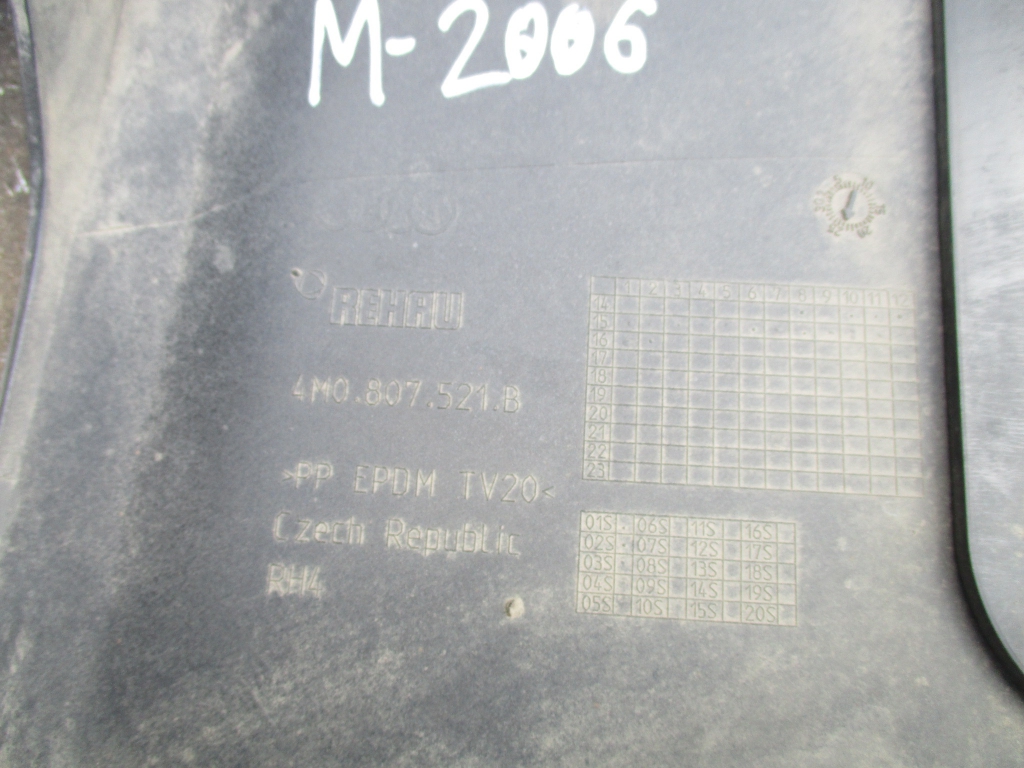 M-2006
REHAU
4M0.807.521.B
>PP EPDM TV20<
Czech Republic
RH4
1 2 3 4 5 6 7 8 9 10 11 12
14
15
16
17
18
19
20
21
22
23
01S 06S 11S 16S
02S 07S 12S 17S
03S 08S 13S 18S
04S 09S 14S 19S
05S 10S 15S 20S